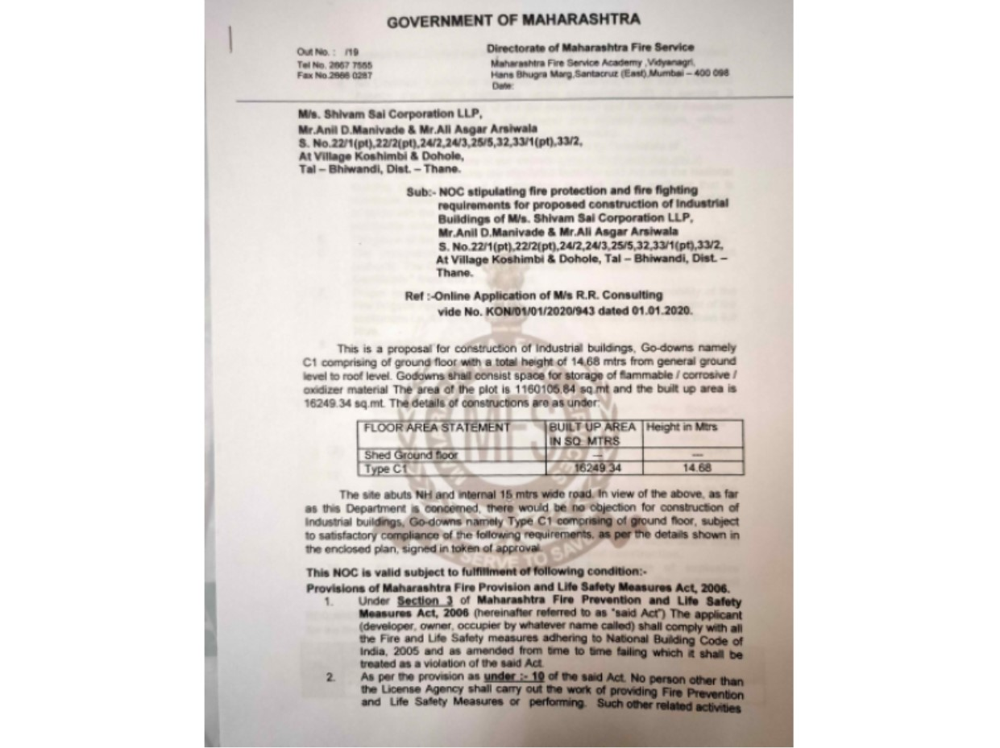 GOVERNMENT OF MAHARASHTRA
Out No. : /19
Tel No. 2667 7555
Fax No.2666 0287
Directorate of Maharashtra Fire Service
Maharashtra Fire Service Academy ,Vidyanagri,
Hans Bhugra Marg,Santacruz (East),Mumbai – 400 098
Date:
M/s. Shivam Sai Corporation LLP,
Mr.Anil D.Manivade & Mr.Ali Asgar Arsiwala
S. No.22/1(pt),22/2(pt),24/2,24/3,25/5,32,33/1(pt),33/2,
At Village Koshimbi & Dohole,
Tal – Bhiwandi, Dist. – Thane.
Sub:- NOC stipulating fire protection and fire fighting
requirements for proposed construction of Industrial
Buildings of M/s. Shivam Sai Corporation LLP,
Mr.Anil D.Manivade & Mr.Ali Asgar Arsiwala
S. No.22/1(pt),22/2(pt),24/2,24/3,25/5,32,33/1(pt),33/2,
At Village Koshimbi & Dohole, Tal – Bhiwandi, Dist. –
Thane.
Ref :-Online Application of M/s R.R. Consulting
vide No. KON/01/01/2020/943 dated 01.01.2020.
This is a proposal for construction of Industrial buildings, Go-downs namely
C1 comprising of ground floor with a total height of 14.68 mtrs from general ground
level to roof level. Godowns shall consist space for storage of flammable / corrosive /
oxidizer material The area of the plot is 1160105.84 sq.mt and the built up area is
16249.34 sq.mt. The details of constructions are as under:
FLOOR AREA STATEMENT BUILT UP AREA IN SQ. MTRS Height in Mtrs
Shed Ground floor — —
Type C1 16249.34 14.68
The site abuts NH and internal 15 mtrs wide road. In view of the above, as far
as this Department is concerned, there would be no objection for construction of
Industrial buildings, Go-downs namely Type C1 comprising of ground floor, subject
to satisfactory compliance of the following requirements, as per the details shown in
the enclosed plan, signed in token of approval.
This NOC is valid subject to fulfillment of following condition:-
Provisions of Maharashtra Fire Provision and Life Safety Measures Act, 2006.
1. Under Section 3 of Maharashtra Fire Prevention and Life Safety
Measures Act, 2006 (hereinafter referred to as "said Act") The applicant
(developer, owner, occupier by whatever name called) shall comply with all
the Fire and Life Safety measures adhering to National Building Code of
India, 2005 and as amended from time to time failing which it shall be
treated as a violation of the said Act.
2. As per the provision as under :- 10 of the said Act. No person other than
the License Agency shall carry out the work of providing Fire Prevention
and Life Safety Measures or performing. Such other related activities
MFS
SERVE TO SAVE